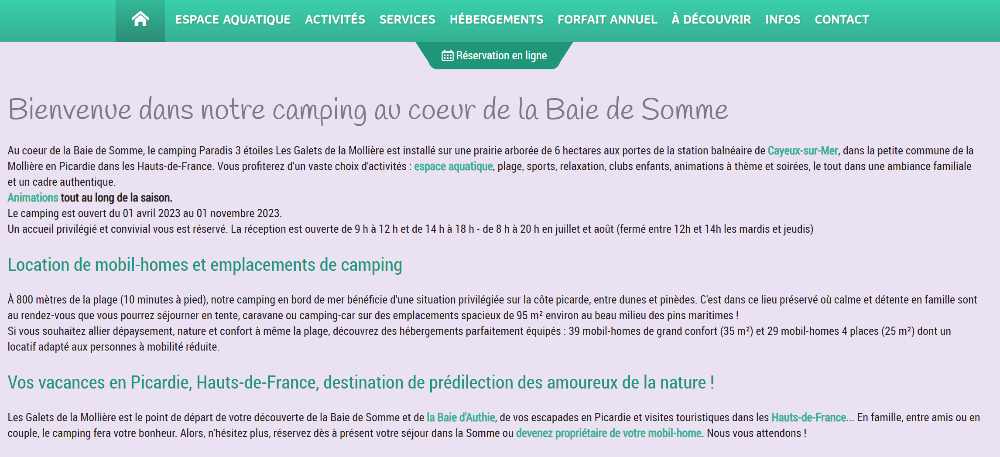 ESPACE AQUATIQUE ACTIVITÉS SERVICES HÉBERGEMENTS FORFAIT ANNUEL À DÉCOUVRIR INFOS CONTACT
Réservation en ligne
Bienvenue dans notre camping au coeur de la Baie de Somme
Au coeur de la Baie de Somme, le camping Paradis 3 étoiles Les Galets de la Mollière est installé sur une prairie arborée de 6 hectares aux portes de la station balnéaire de Cayeux-sur-Mer, dans la petite commune de la
Mollière en Picardie dans les Hauts-de-France. Vous profiterez d'un vaste choix d'activités : espace aquatique, plage, sports, relaxation, clubs enfants, animations à thème et soirées, le tout dans une ambiance familiale
et un cadre authentique.
Animations tout au long de la saison.
Le camping est ouvert du 01 avril 2023 au 01 novembre 2023.
Un accueil privilégié et convivial vous est réservé. La réception est ouverte de 9 h à 12 h et de 14 h à 18 h - de 8 h à 20 h en juillet et août (fermé entre 12h et 14h les mardis et jeudis)
Location de mobil-homes et emplacements de camping
À 800 mètres de la plage (10 minutes à pied), notre camping en bord de mer bénéficie d'une situation privilégiée sur la côte picarde, entre dunes et pinèdes. C'est dans ce lieu préservé où calme et détente en famille sont
au rendez-vous que vous pourrez séjourner en tente, caravane ou camping-car sur des emplacements spacieux de 95 m² environ au beau milieu des pins maritimes !
Si vous souhaitez allier dépaysement, nature et confort à même la plage, découvrez des hébergements parfaitement équipés : 39 mobil-homes de grand confort (35 m²) et 29 mobil-homes 4 places (25 m²) dont un
locatif adapté aux personnes à mobilité réduite.
Vos vacances en Picardie, Hauts-de-France, destination de prédilection des amoureux de la nature !
Les Galets de la Mollière est le point de départ de votre découverte de la Baie de Somme et de la Baie d'Authie, de vos escapades en Picardie et visites touristiques dans les Hauts-de-France... En famille, entre amis ou en
couple, le camping fera votre bonheur. Alors, n'hésitez plus, réservez dès à présent votre séjour dans la Somme ou devenez propriétaire de votre mobil-home. Nous vous attendons !